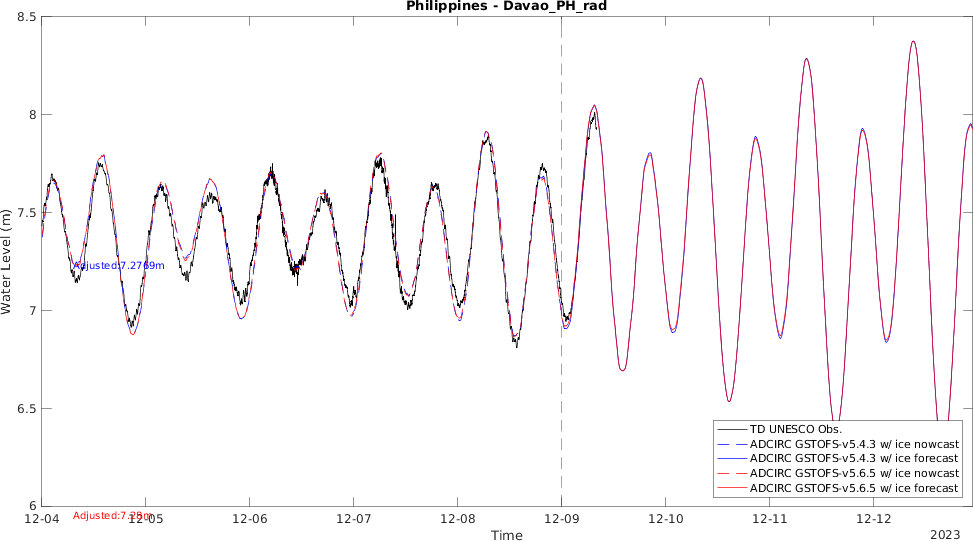 Philippines - Davao_PH_rad
8.5
8
7.5
7
6.5
6
Water Level (m)
Adjusted:7.2769m
Adjusted:7.28m
TD UNESCO Obs.
ADCIRC GSTOFS-v5.4.3 w/ ice nowcast
ADCIRC GSTOFS-v5.4.3 w/ ice forecast
ADCIRC GSTOFS-v5.6.5 w/ ice nowcast
ADCIRC GSTOFS-v5.6.5 w/ ice forecast
12-04 12-05 12-06 12-07 12-08 12-09 12-10 12-11 12-12
Time
2023